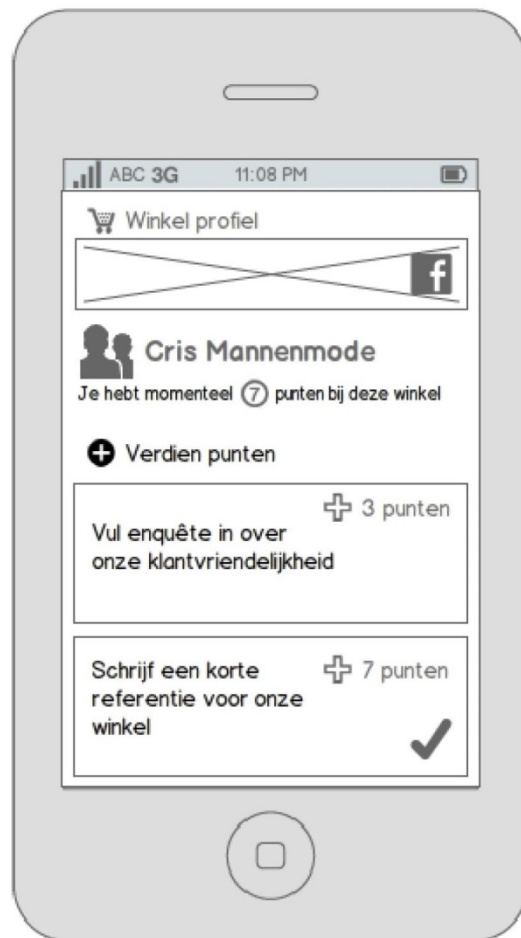 ABC 3G 11:08 PM
Winkel profiel
f
Cris Mannenmode
Je hebt momenteel 7 punten bij deze winkel
Verdien punten
3 punten
Vul enquête in over
onze klantvriendelijkheid
Schrijf een korte
7 punten
referentie voor onze
winkel